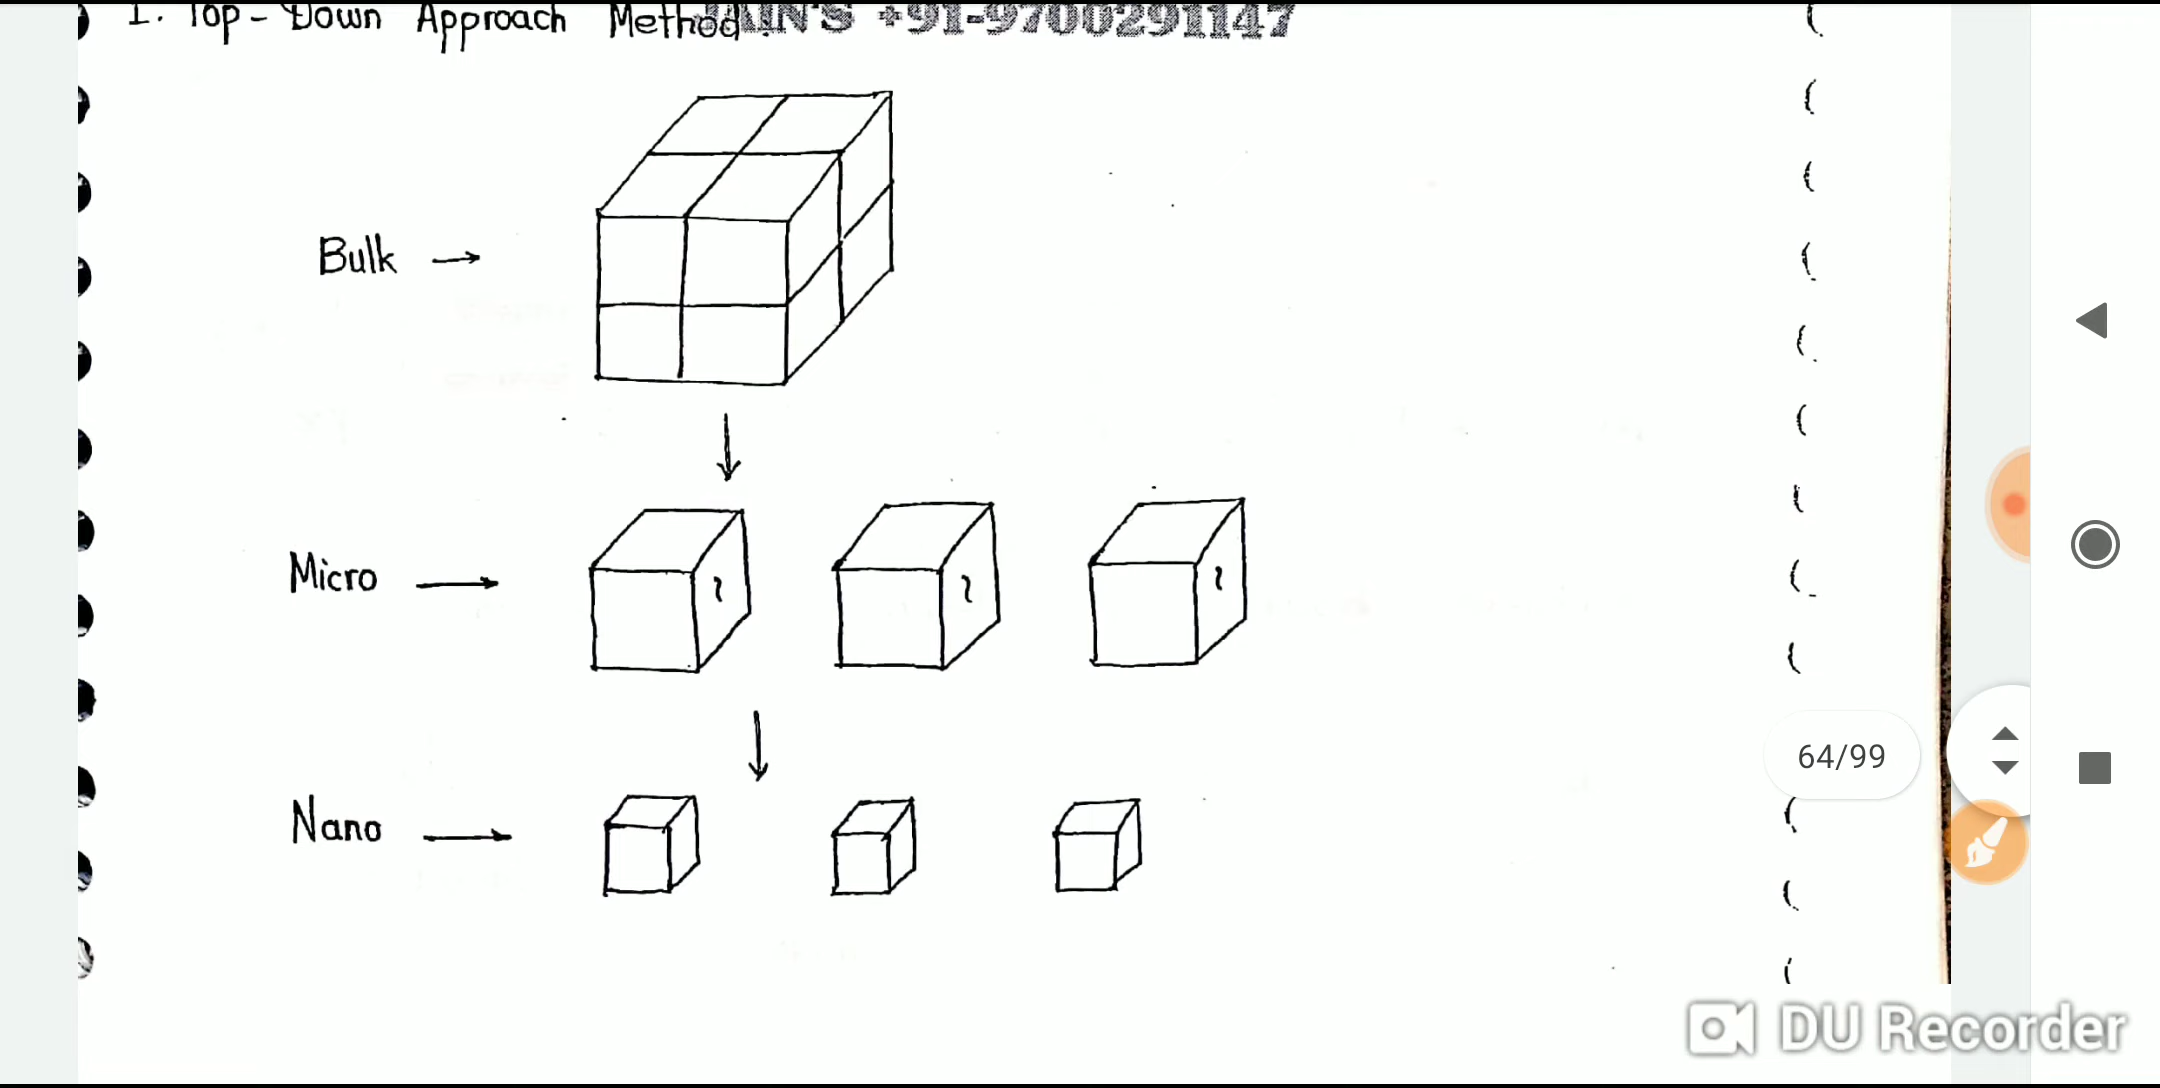 1. Top - Down Approach Method. JAIN'S +91-9700291147
Bulk →
Micro →
Nano →
64/99
DU Recorder